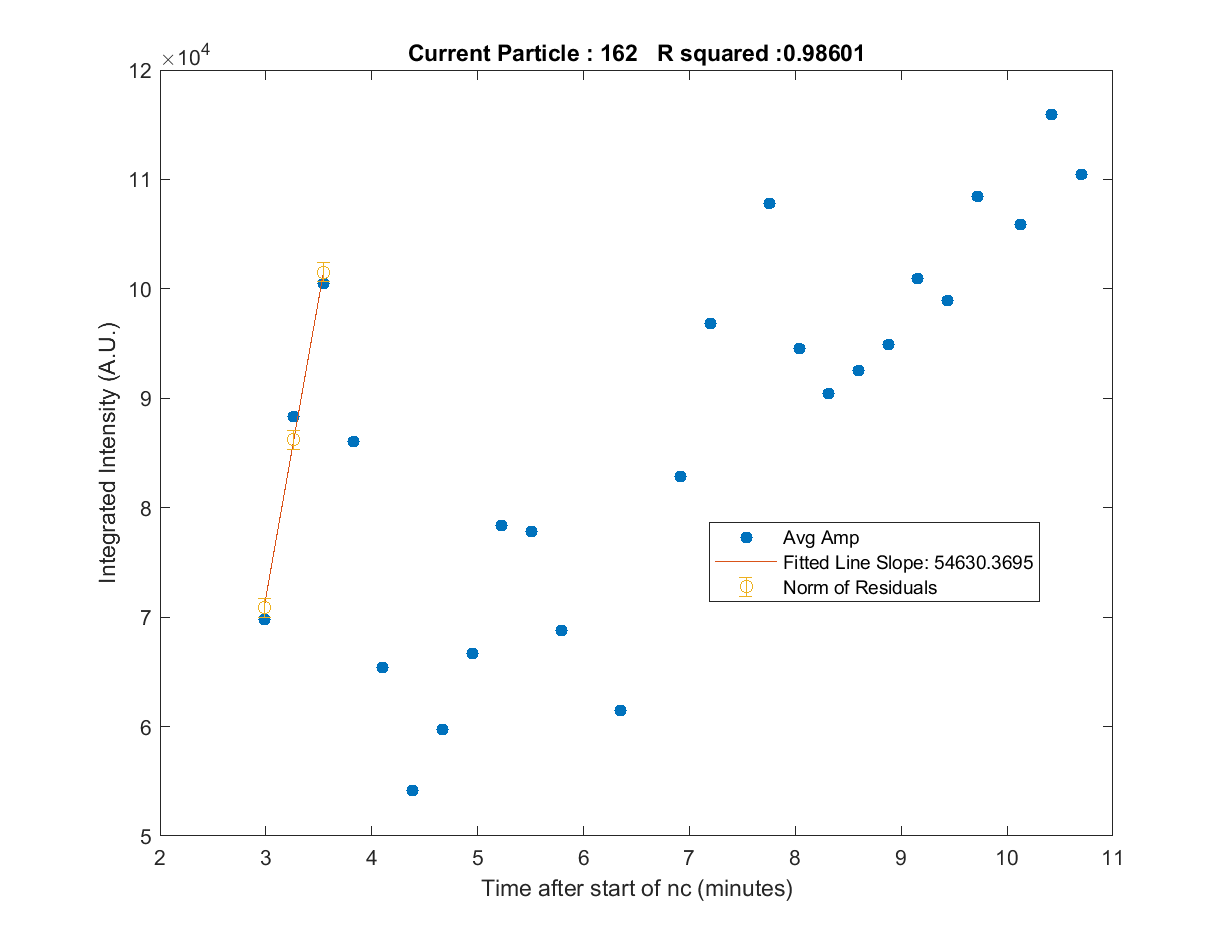 Current Particle : 162   R squared :0.98601
×10^4
12
11
10
9
8
7
6
5
Integrated Intensity (A.U.)
Avg Amp
Fitted Line Slope: 54630.3695
Norm of Residuals
2 3 4 5 6 7 8 9 10 11
Time after start of nc (minutes)